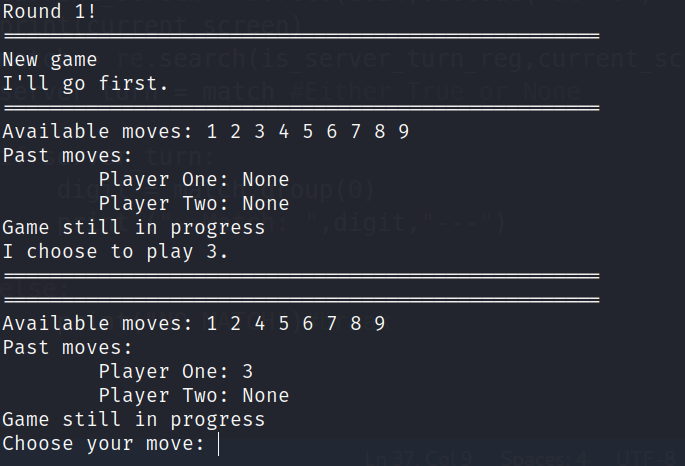 Round 1!
==================================================
New game
I'll go first.
==================================================
Available moves: 1 2 3 4 5 6 7 8 9
Past moves:
        Player One: None
        Player Two: None
Game still in progress
I choose to play 3.
==================================================
==================================================
Available moves: 1 2 4 5 6 7 8 9
Past moves:
        Player One: 3
        Player Two: None
Game still in progress
Choose your move: